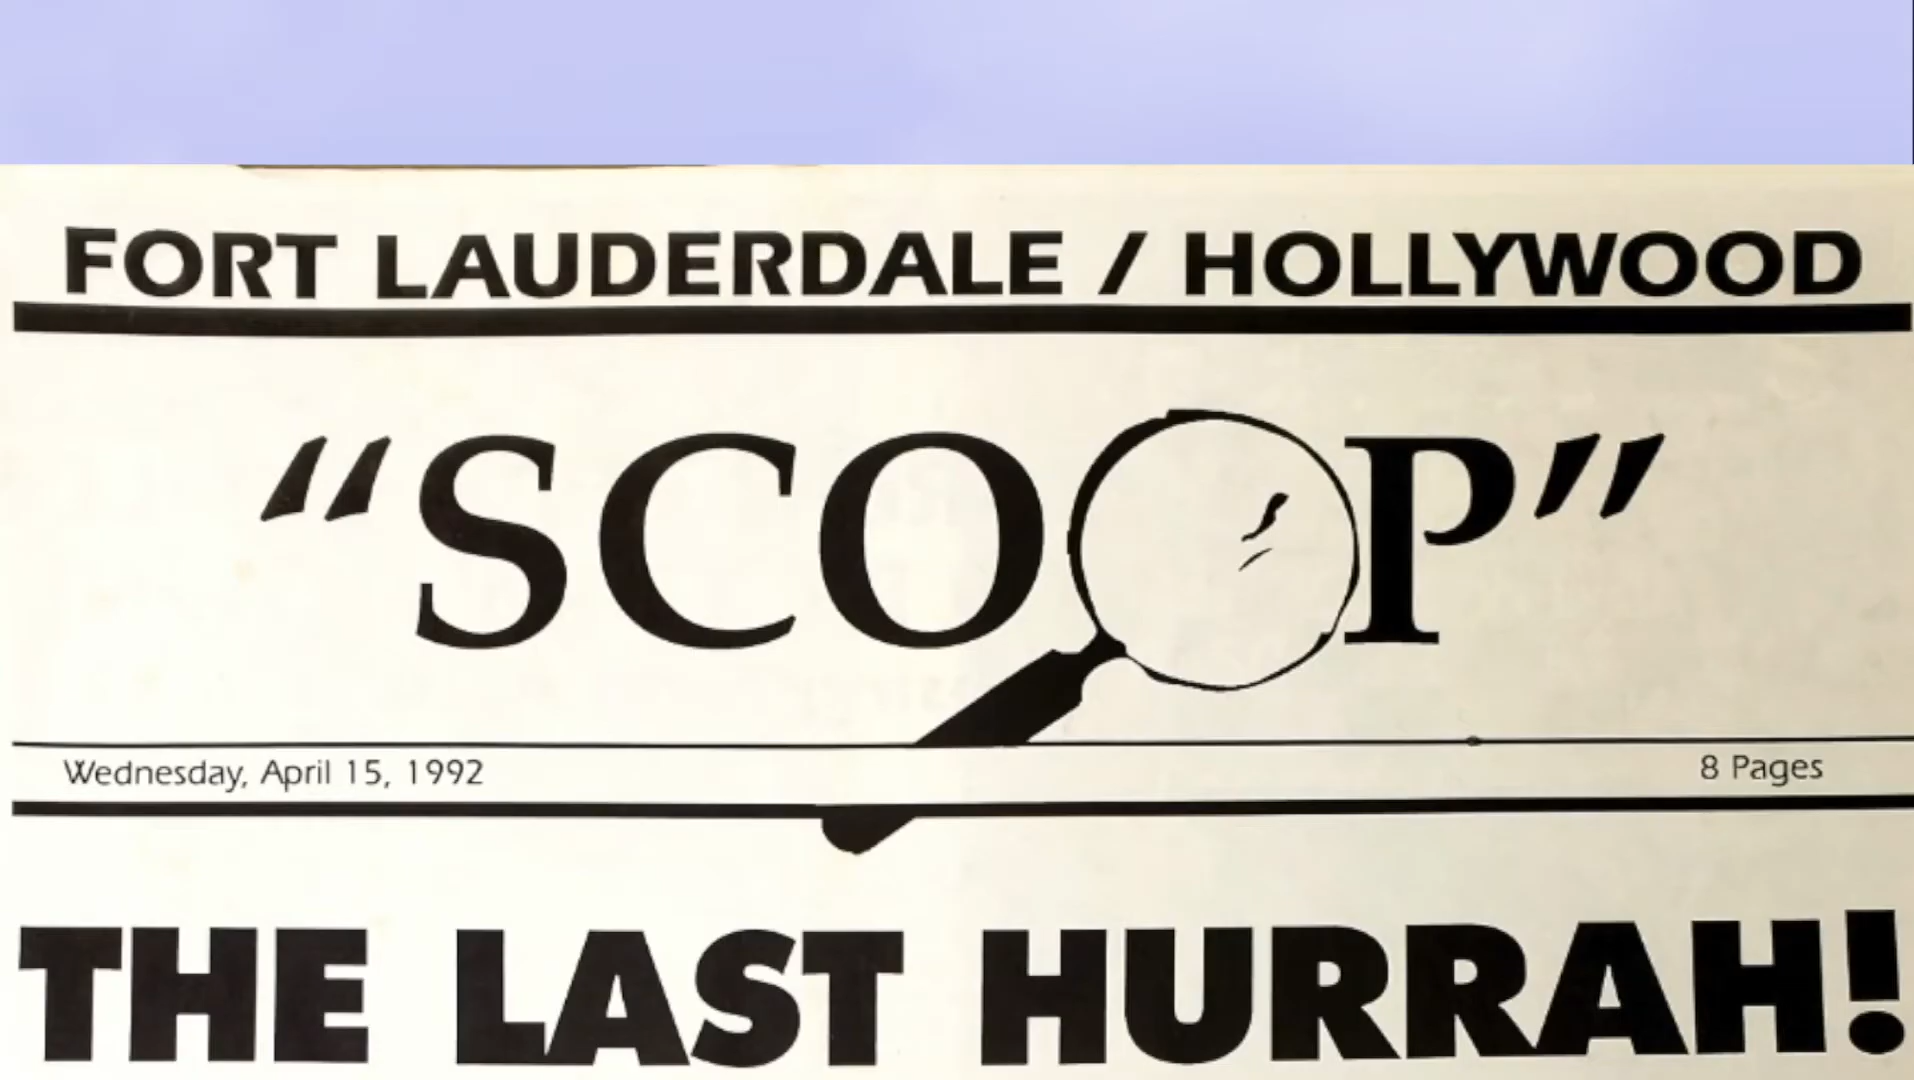 FORT LAUDERDALE / HOLLYWOOD
“SCOOP”
Wednesday, April 15, 1992 8 Pages
THE LAST HURRAH!